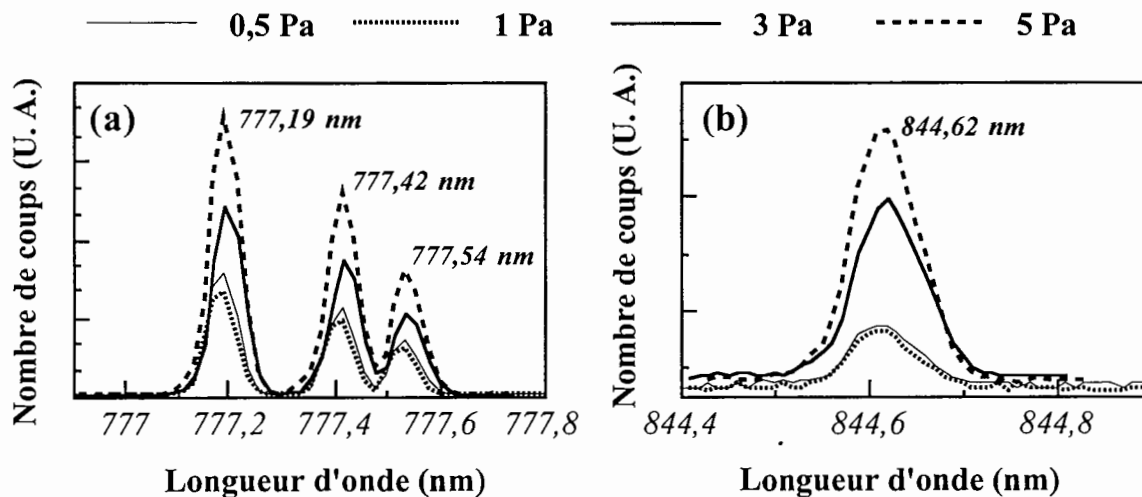 0,5 Pa 1 Pa 3 Pa 5 Pa
Nombre de coups (U. A.)
(a)
777,19 nm
777,42 nm
777,54 nm
777 777,2 777,4 777,6 777,8
Longueur d'onde (nm)
Nombre de coups (U. A.)
(b)
844,62 nm
844,4 844,6 844,8
Longueur d'onde (nm)